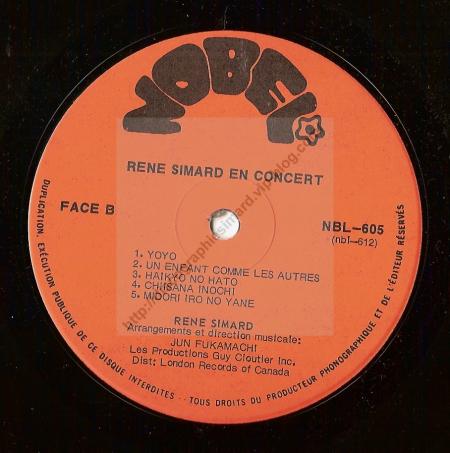 NOBEL
RENE SIMARD EN CONCERT
FACE B
NBL-605
(nbl-612)
1. YOYO
2. UN ENFANT COMME LES AUTRES
3. HAIKYO NO HATO
4. CHIISANA INOCHI
5. MIDORI IRO NO YANE
RENE SIMARD
Arrangements et direction musicale:
JUN FUKAMACHI
Les Productions Guy Cloutier Inc.
Dist: London Records of Canada
DUPLICATION, EXÉCUTION PUBLIQUE DE CE DISQUE INTERDITES -- TOUS DROITS DU PRODUCTEUR PHONOGRAPHIQUE ET DE L'ÉDITEUR RÉSERVÉS